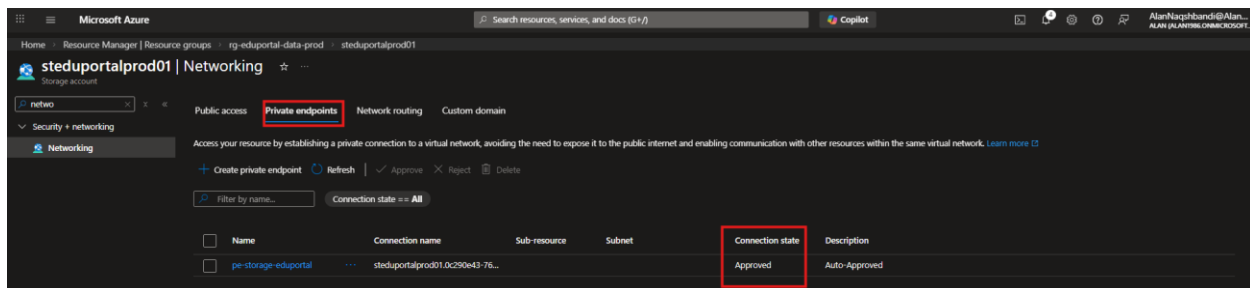 Microsoft Azure
Search resources, services, and docs (G+/)
Copilot
AlanNaqshbandi@Alan...
ALAN (ALAN1986.ONMICROSOFT...
Home
Resource Manager | Resource groups
rg-eduportal-data-prod
steduportalprod01
steduportalprod01 | Networking
Storage account
netwo
Security + networking
Networking
Public access
Private endpoints
Network routing
Custom domain
Access your resource by establishing a private connection to a virtual network, avoiding the need to expose it to the public internet and enabling communication with other resources within the same virtual network. Learn more
Create private endpoint
Refresh
Approve
Reject
Delete
Filter by name...
Connection state == All
Name Connection name Sub-resource Subnet Connection state Description
pe-storage-eduportal ... steduportalprod01.0c290e43-76... Approved Auto-Approved